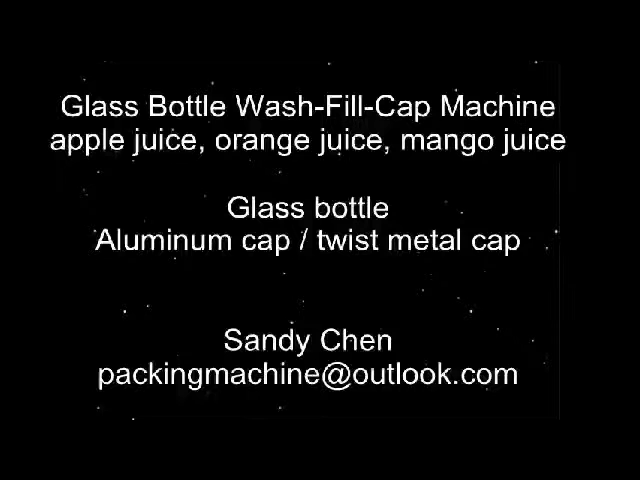 Glass Bottle Wash-Fill-Cap Machine
apple juice, orange juice, mango juice
Glass bottle
Aluminum cap / twist metal cap
Sandy Chen
packingmachine@outlook.com